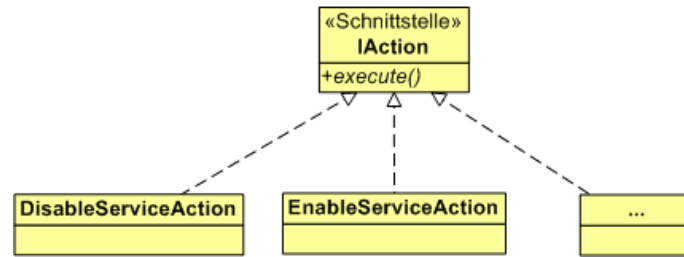 «Schnittstelle»
IAction
+execute()
DisableServiceAction
EnableServiceAction
...